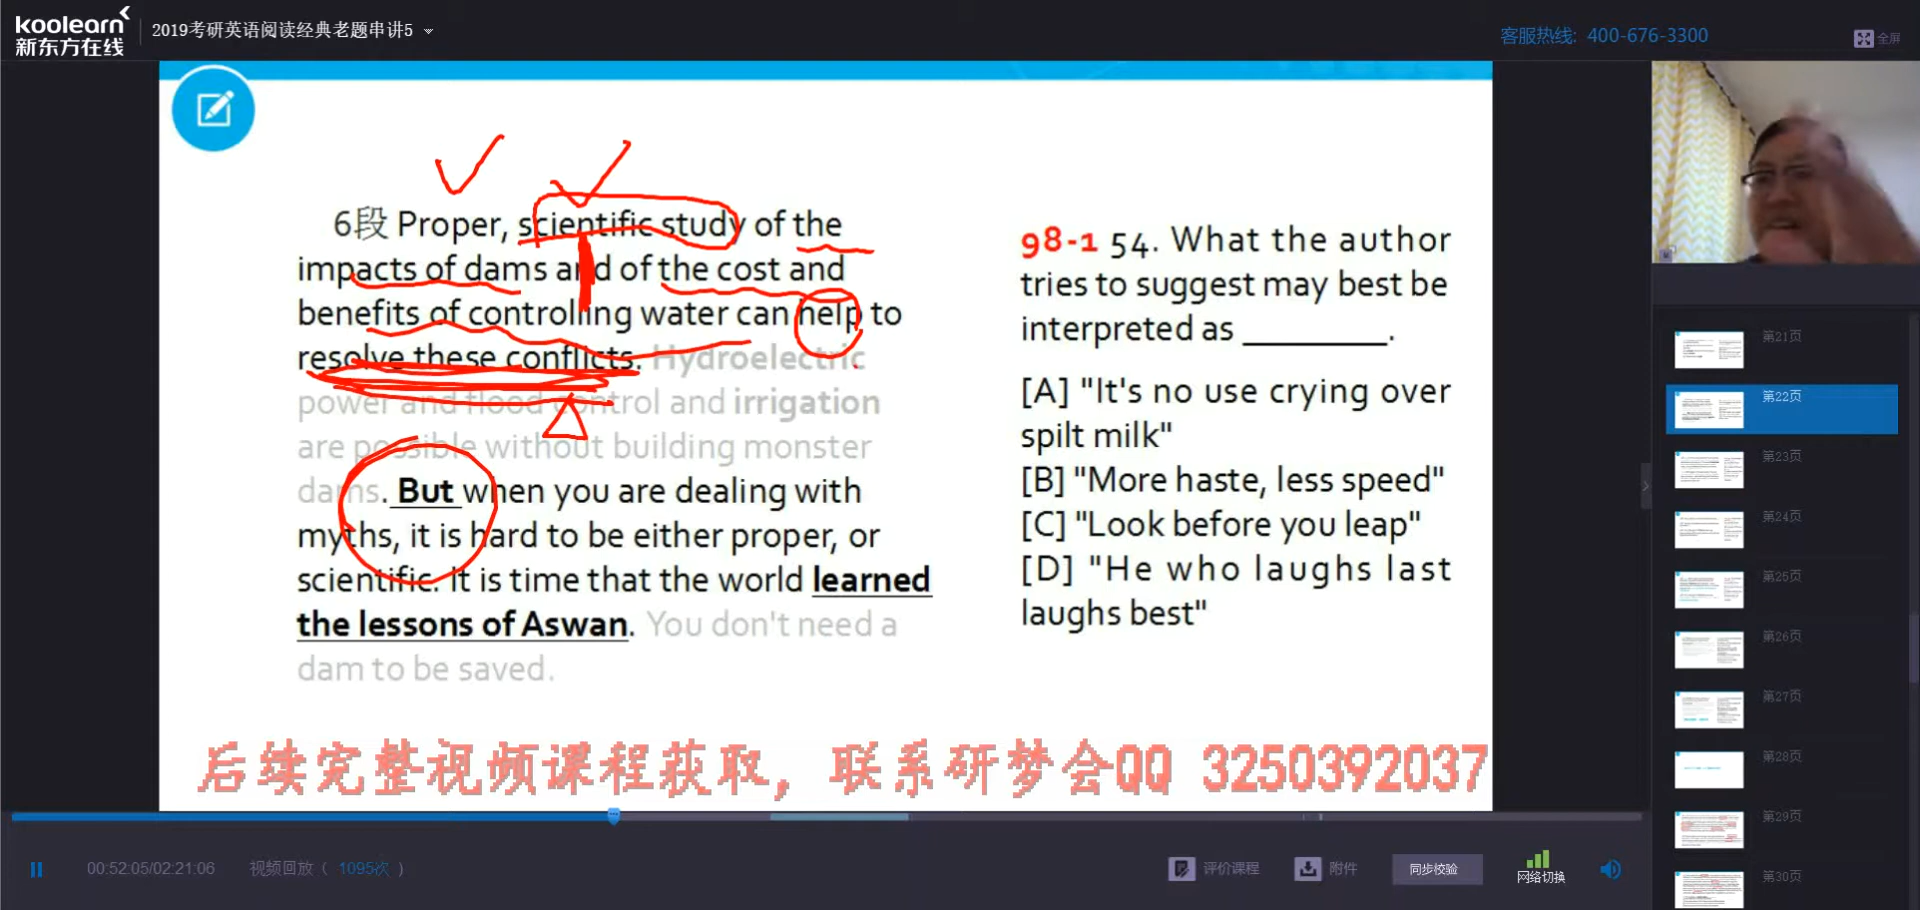 koolearn
新东方在线
2019考研英语阅读经典老题串讲5
客服热线: 400-676-3300
全屏
6段 Proper, scientific study of the
impacts of dams and of the cost and
benefits of controlling water can help to
resolve these conflicts. Hydroelectric
power and flood control and irrigation
are possible without building monster
dams. But when you are dealing with
myths, it is hard to be either proper, or
scientific. It is time that the world learned
the lessons of Aswan. You don't need a
dam to be saved.
98-1 54. What the author
tries to suggest may best be
interpreted as ________.
[A] "It's no use crying over
spilt milk"
[B] "More haste, less speed"
[C] "Look before you leap"
[D] "He who laughs last
laughs best"
后续完整视频课程获取，联系研梦会QQ 3250392037
第21页
第22页
第23页
第24页
第25页
第26页
第27页
第28页
第29页
第30页
00:52:05/02:21:06
视频回放（ 1095次 ）
评价课程
附件
同步校验
网络切换